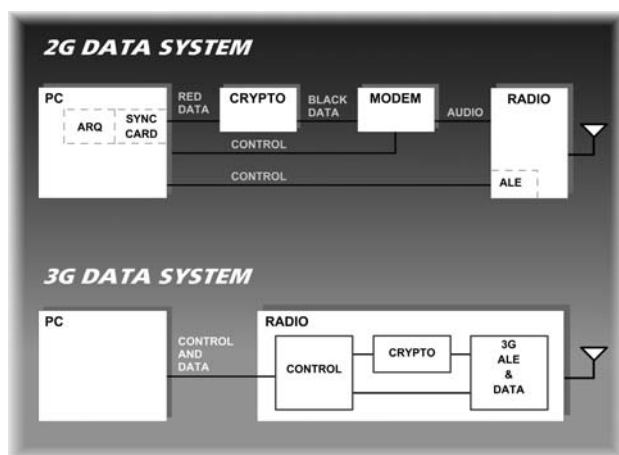 2G DATA SYSTEM
PC
RED
DATA
CRYPTO
BLACK
DATA
MODEM
AUDIO
RADIO
ARQ
SYNC
CARD
CONTROL
CONTROL
ALE
3G DATA SYSTEM
PC
CONTROL
AND
DATA
RADIO
CONTROL
CRYPTO
3G
ALE
&
DATA